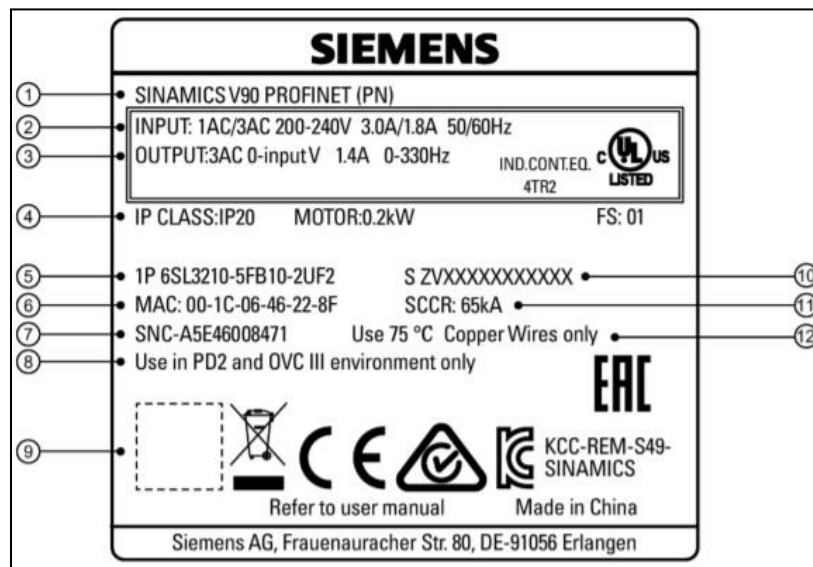 SIEMENS
① SINAMICS V90 PROFINET (PN)
② INPUT: 1AC/3AC 200-240V 3.0A/1.8A 50/60Hz
③ OUTPUT:3AC 0-input V 1.4A 0-330Hz
IND.CONT.EQ.
4TR2
C UL US
LISTED
④ IP CLASS:IP20 MOTOR:0.2kW FS: 01
⑤ 1P 6SL3210-5FB10-2UF2 S ZVXXXXXXXXXXX ⑩
⑥ MAC: 00-1C-06-46-22-8F SCCR: 65kA ⑪
⑦ SNC-A5E46008471 Use 75 °C Copper Wires only ⑫
⑧ Use in PD2 and OVC III environment only
EAC
⑨
CE
KCC-REM-S49-
SINAMICS
Refer to user manual Made in China
Siemens AG, Frauenauracher Str. 80, DE-91056 Erlangen